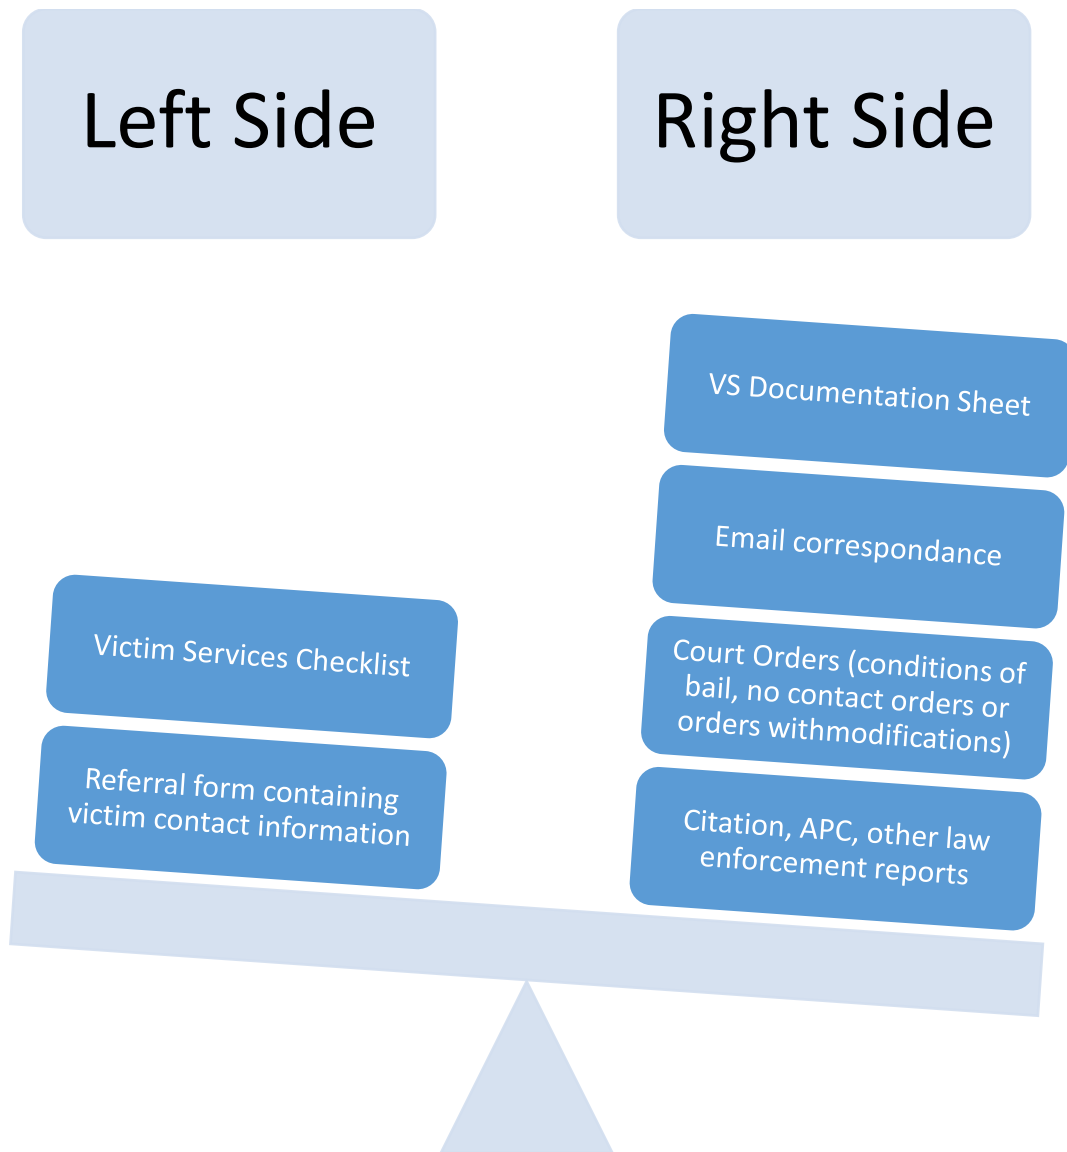 Left Side
Right Side
Victim Services Checklist
Referral form containing
victim contact information
VS Documentation Sheet
Email correspondance
Court Orders (conditions of
bail, no contact orders or
orders withmodifications)
Citation, APC, other law
enforcement reports